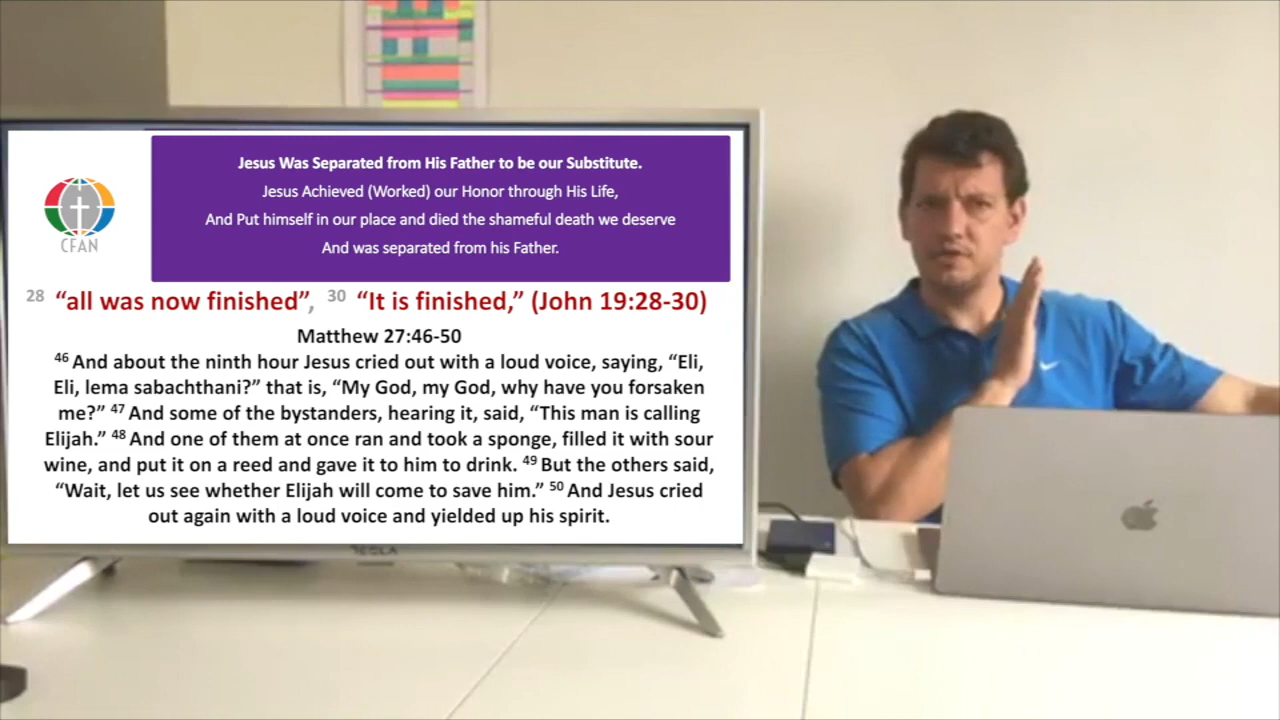 Jesus Was Separated from His Father to be our Substitute.
Jesus Achieved (Worked) our Honor through His Life,
And Put himself in our place and died the shameful death we deserve
And was separated from his Father.
CFAN
28 “all was now finished”, 30 “It is finished,” (John 19:28-30)
Matthew 27:46-50
46 And about the ninth hour Jesus cried out with a loud voice, saying, “Eli,
Eli, lema sabachthani?” that is, “My God, my God, why have you forsaken
me?” 47 And some of the bystanders, hearing it, said, “This man is calling
Elijah.” 48 And one of them at once ran and took a sponge, filled it with sour
wine, and put it on a reed and gave it to him to drink. 49 But the others said,
“Wait, let us see whether Elijah will come to save him.” 50 And Jesus cried
out again with a loud voice and yielded up his spirit.
TESLA